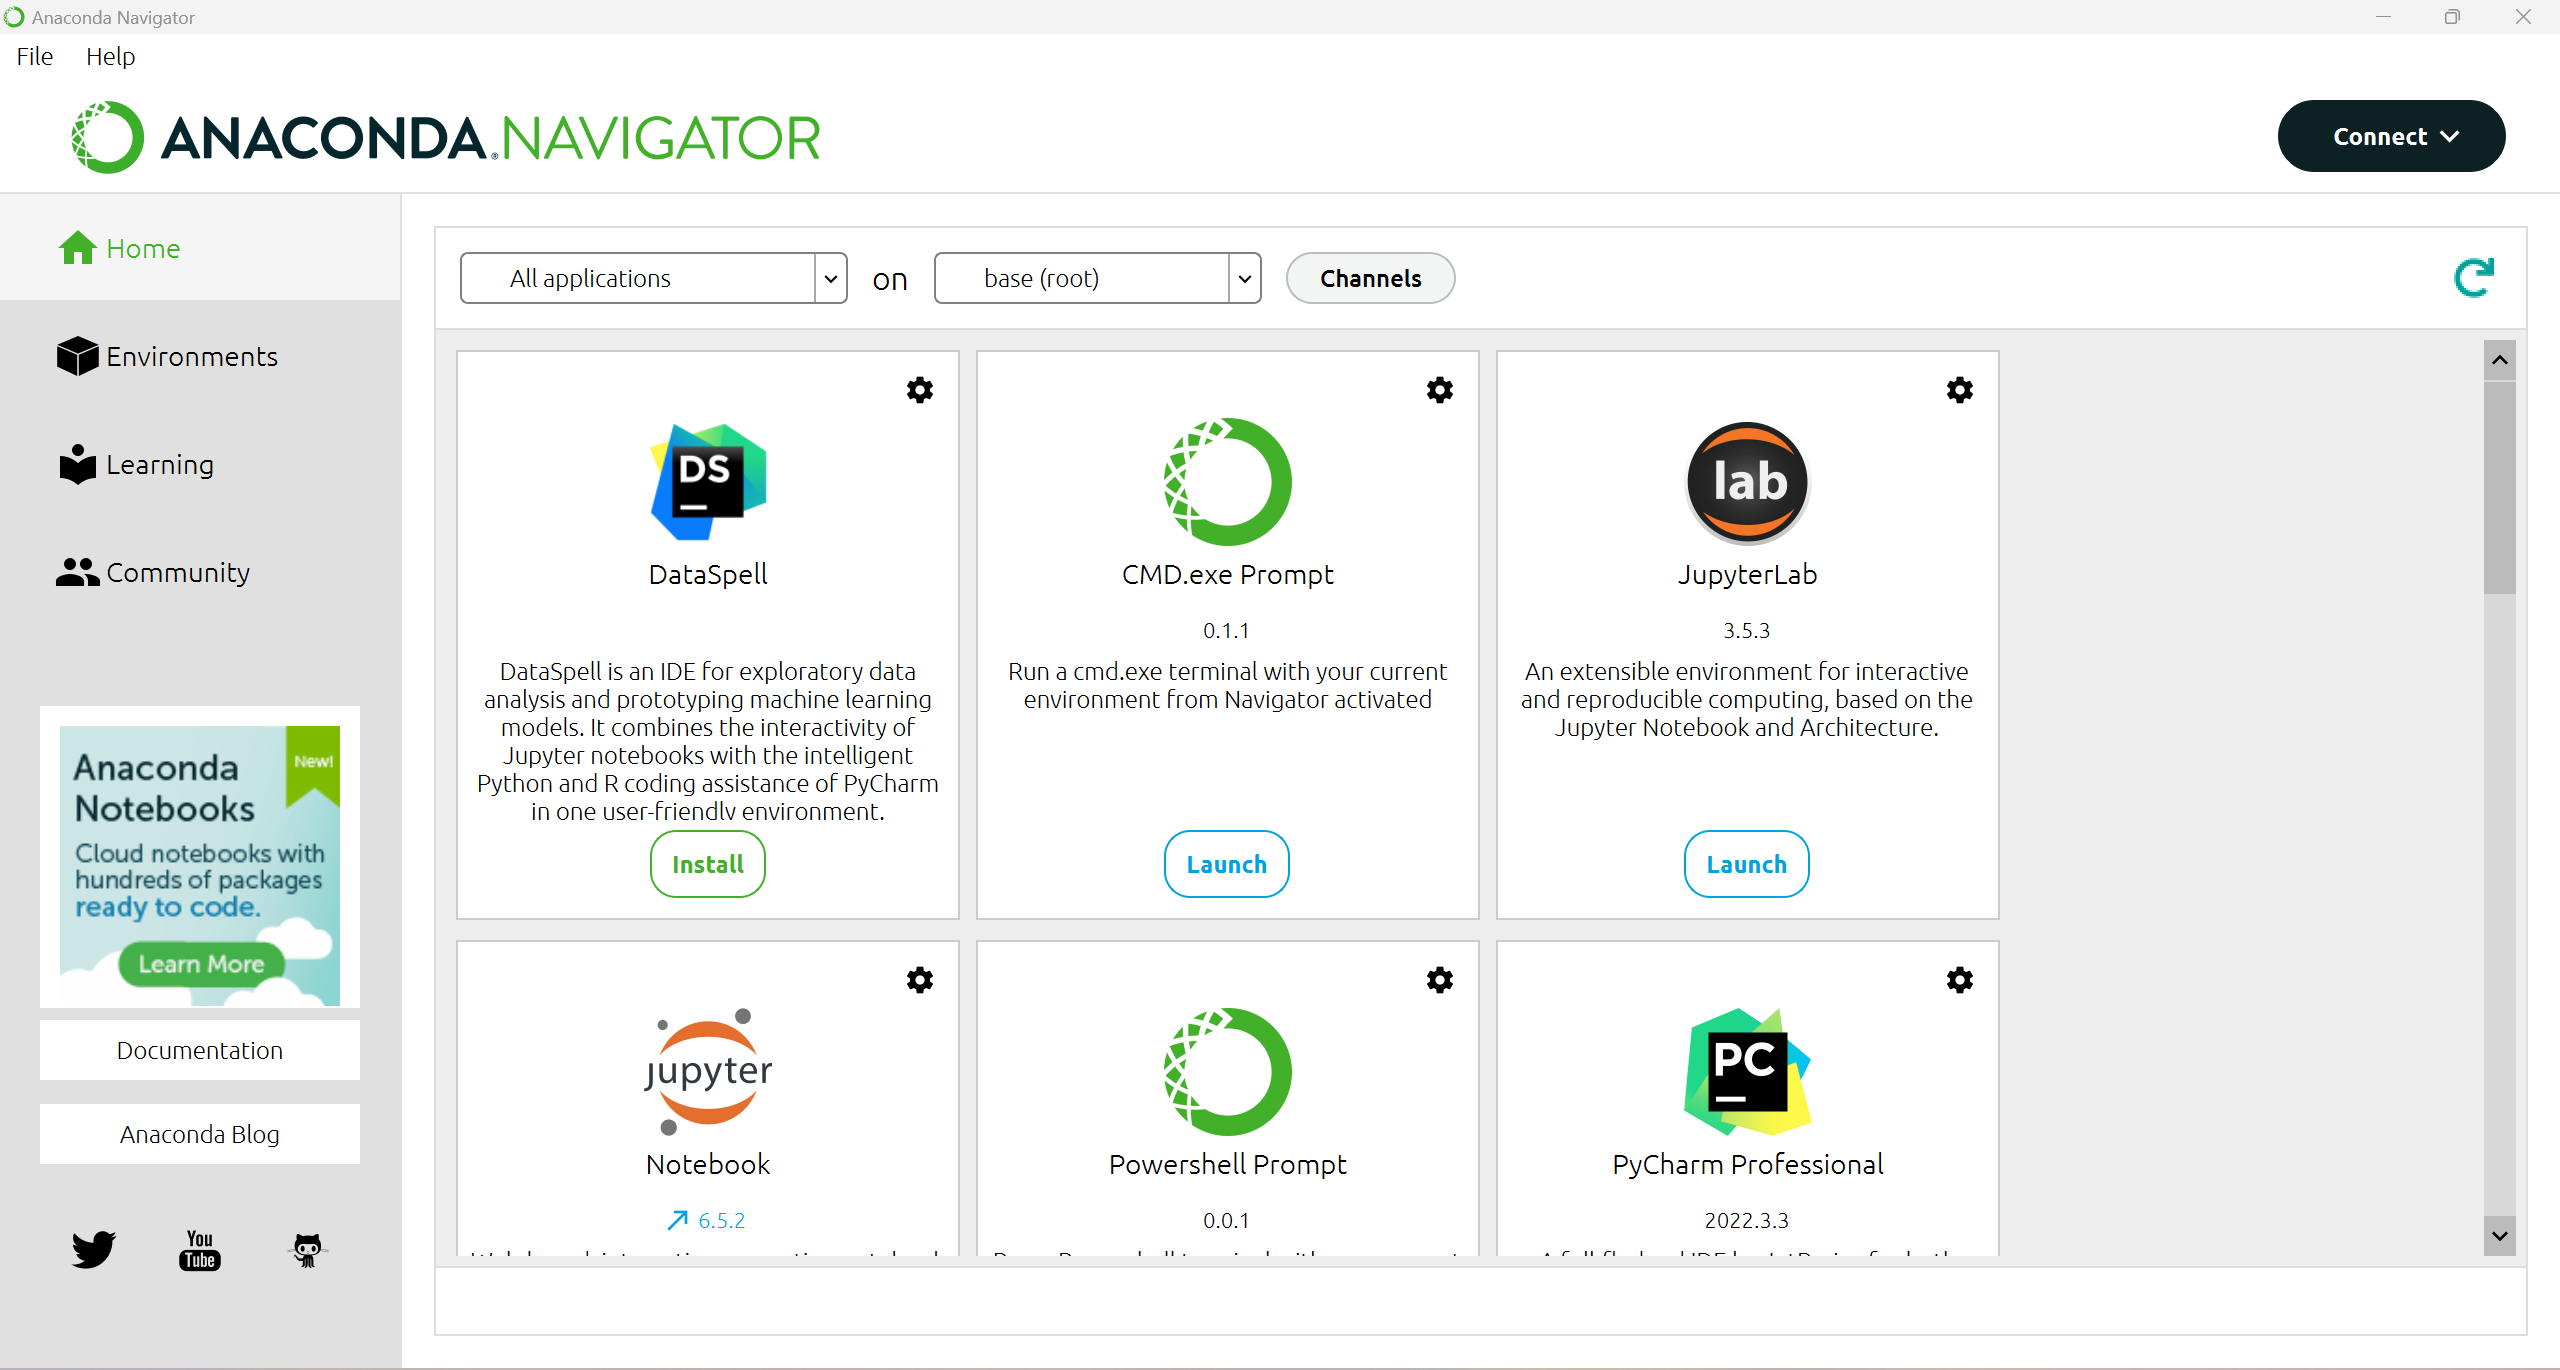 Anaconda Navigator
File Help
ANACONDA.NAVIGATOR
Connect
Home
Environments
Learning
Community
Anaconda
Notebooks
New!
Cloud notebooks with
hundreds of packages
ready to code.
Learn More
Documentation
Anaconda Blog
You
Tube
All applications on base (root) Channels
DS
DataSpell
DataSpell is an IDE for exploratory data
analysis and prototyping machine learning
models. It combines the interactivity of
Jupyter notebooks with the intelligent
Python and R coding assistance of PyCharm
in one user-friendly environment.
Install
CMD.exe Prompt
0.1.1
Run a cmd.exe terminal with your current
environment from Navigator activated
Launch
lab
JupyterLab
3.5.3
An extensible environment for interactive
and reproducible computing, based on the
Jupyter Notebook and Architecture.
Launch
jupyter
Notebook
6.5.2
Powershell Prompt
0.0.1
PC
PyCharm Professional
2022.3.3